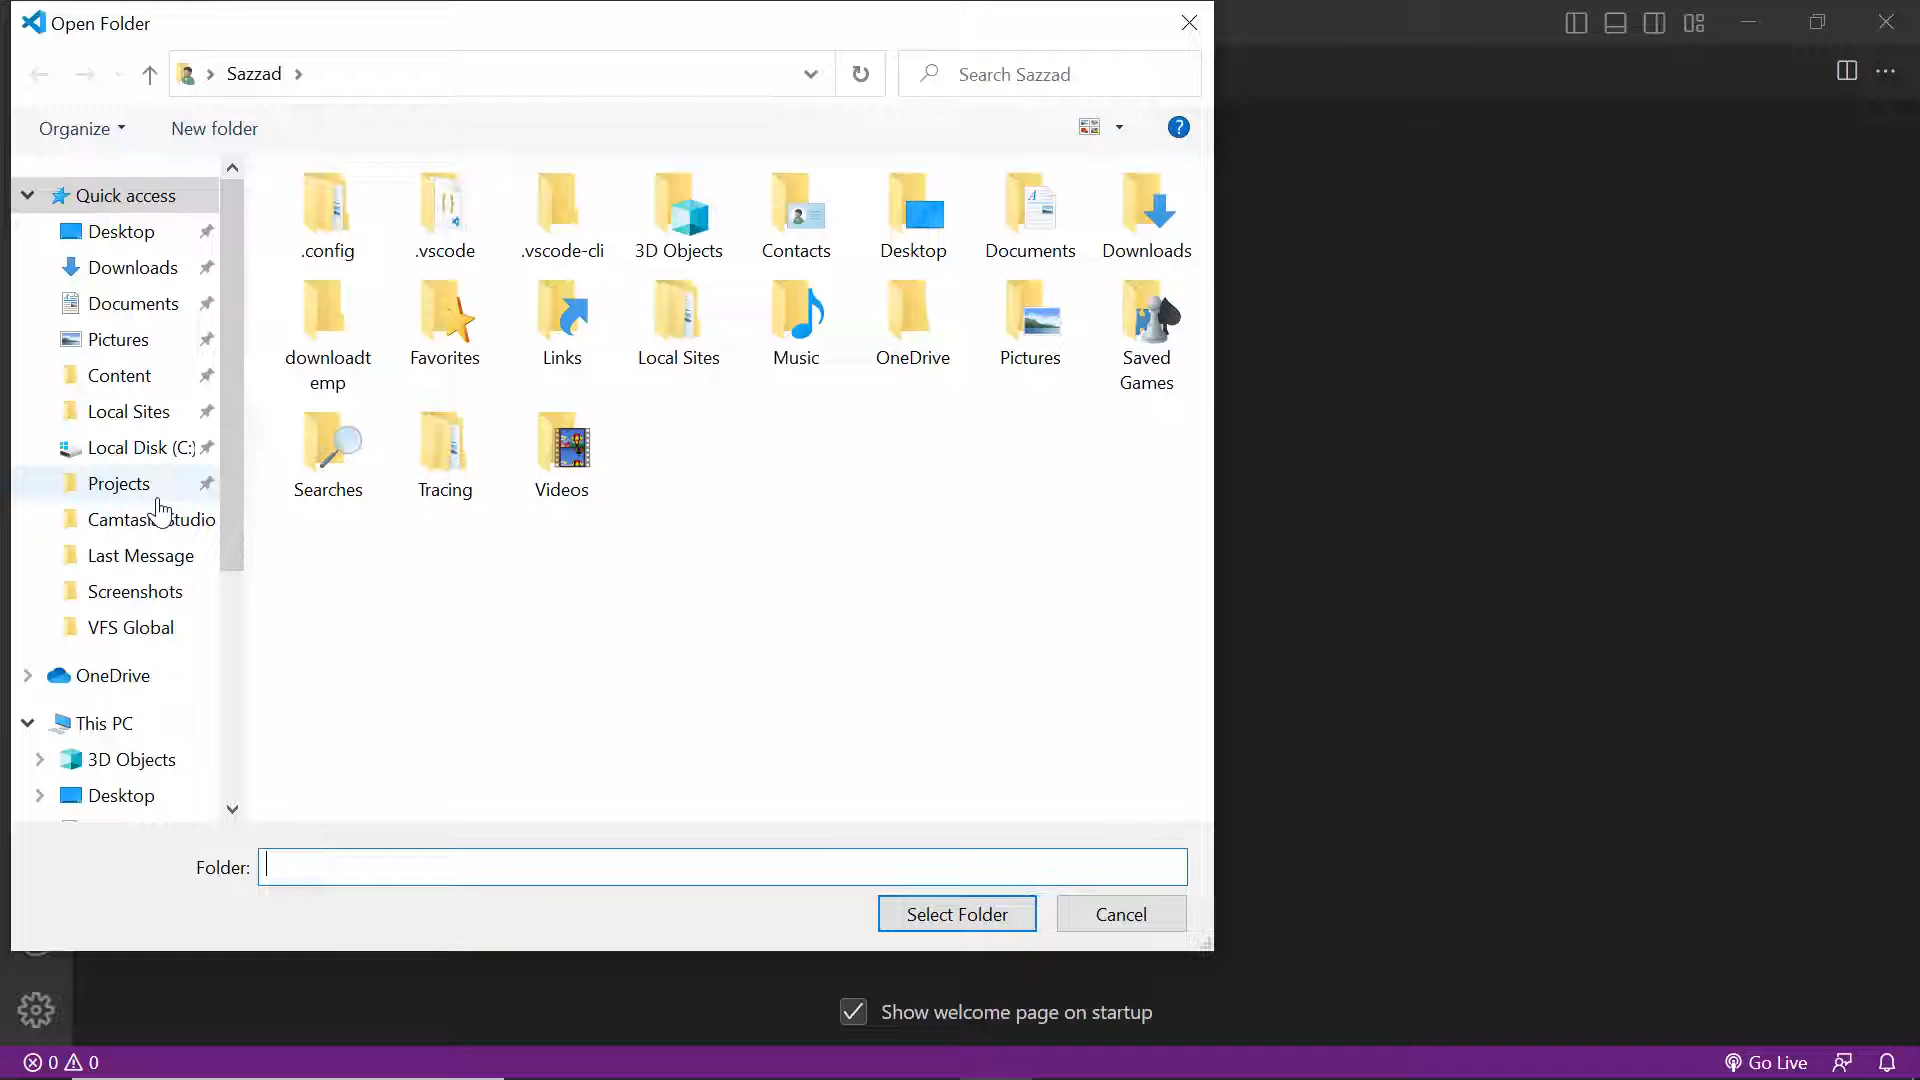 Open Folder
Sazzad
Search Sazzad
Organize
New folder
Quick access
Desktop
Downloads
Documents
Pictures
Content
Local Sites
Local Disk (C:)
Projects
Camtasia Studio
Last Message
Screenshots
VFS Global
OneDrive
This PC
3D Objects
Desktop
.config
.vscode
.vscode-cli
3D Objects
Contacts
Desktop
Documents
Downloads
downloadt
emp
Favorites
Links
Local Sites
Music
OneDrive
Pictures
Saved
Games
Searches
Tracing
Videos
Folder:
Select Folder
Cancel
Show welcome page on startup
0 0
Go Live